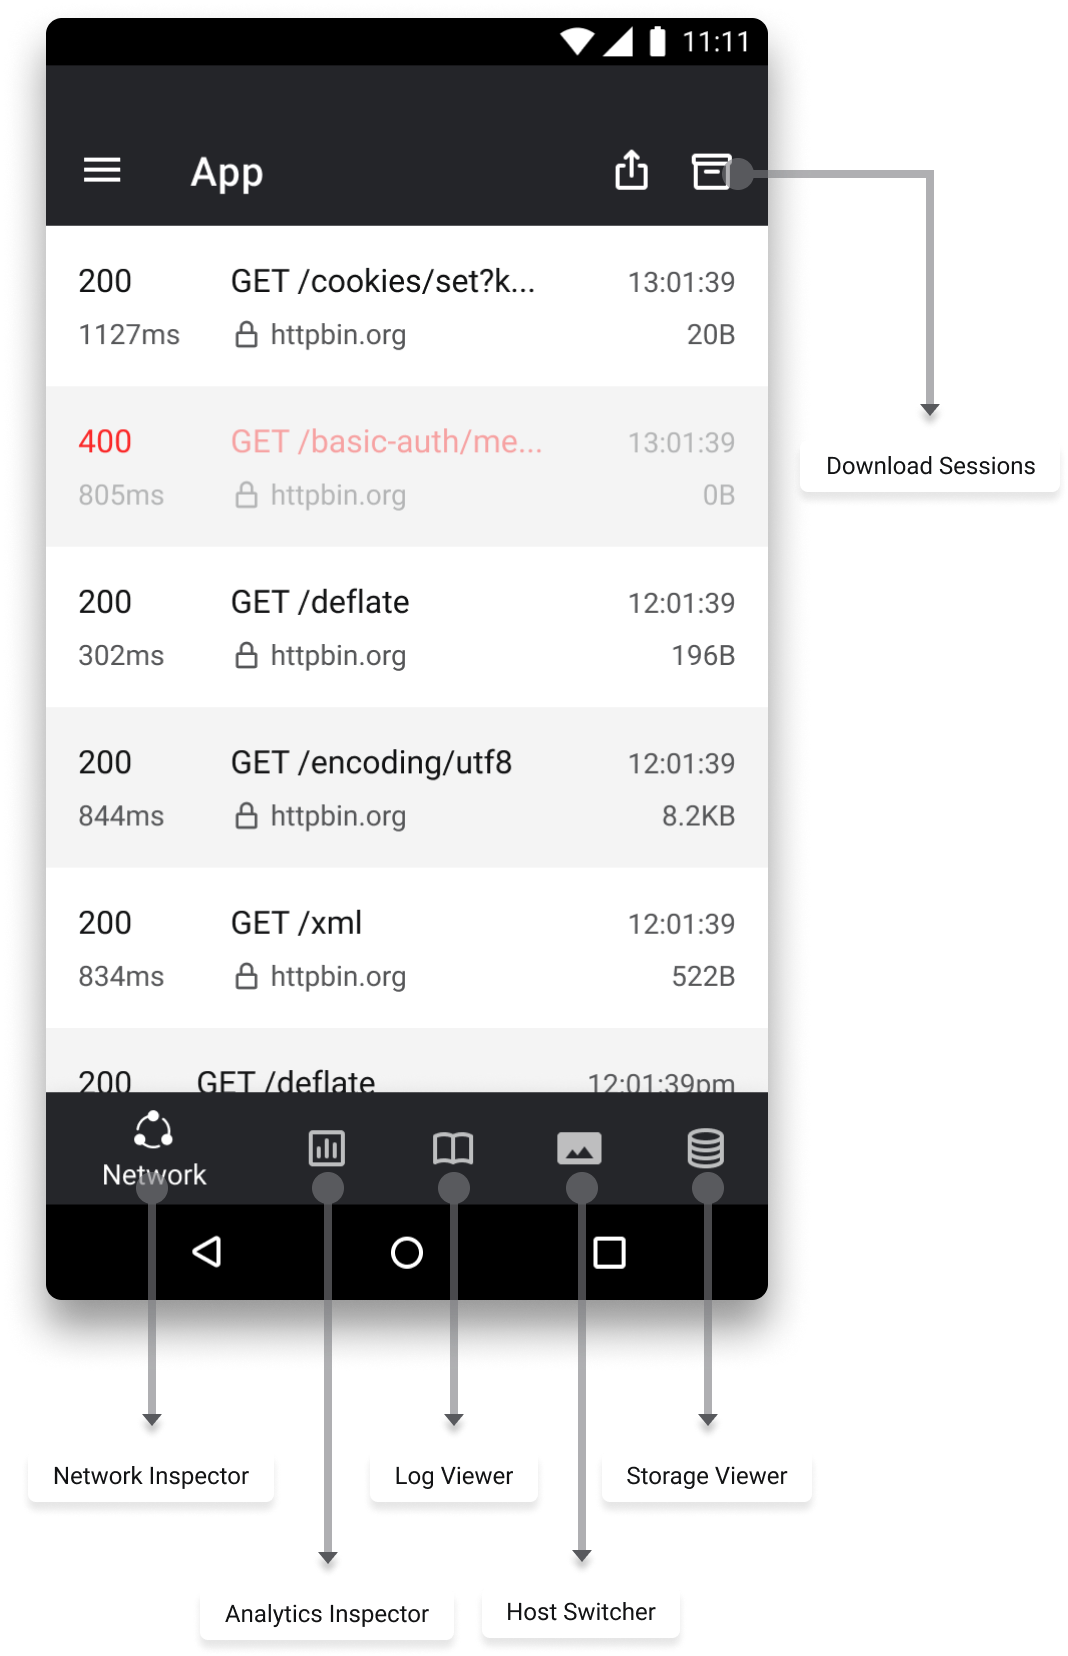 11:11
App
200 GET /cookies/set?k... 13:01:39
1127ms httpbin.org 20B
400 GET /basic-auth/me... 13:01:39
805ms httpbin.org 0B
Download Sessions
200 GET /deflate 12:01:39
302ms httpbin.org 196B
200 GET /encoding/utf8 12:01:39
844ms httpbin.org 8.2KB
200 GET /xml 12:01:39
834ms httpbin.org 522B
200 GET /deflate 12:01:39pm
Network
Network Inspector
Log Viewer
Storage Viewer
Analytics Inspector
Host Switcher